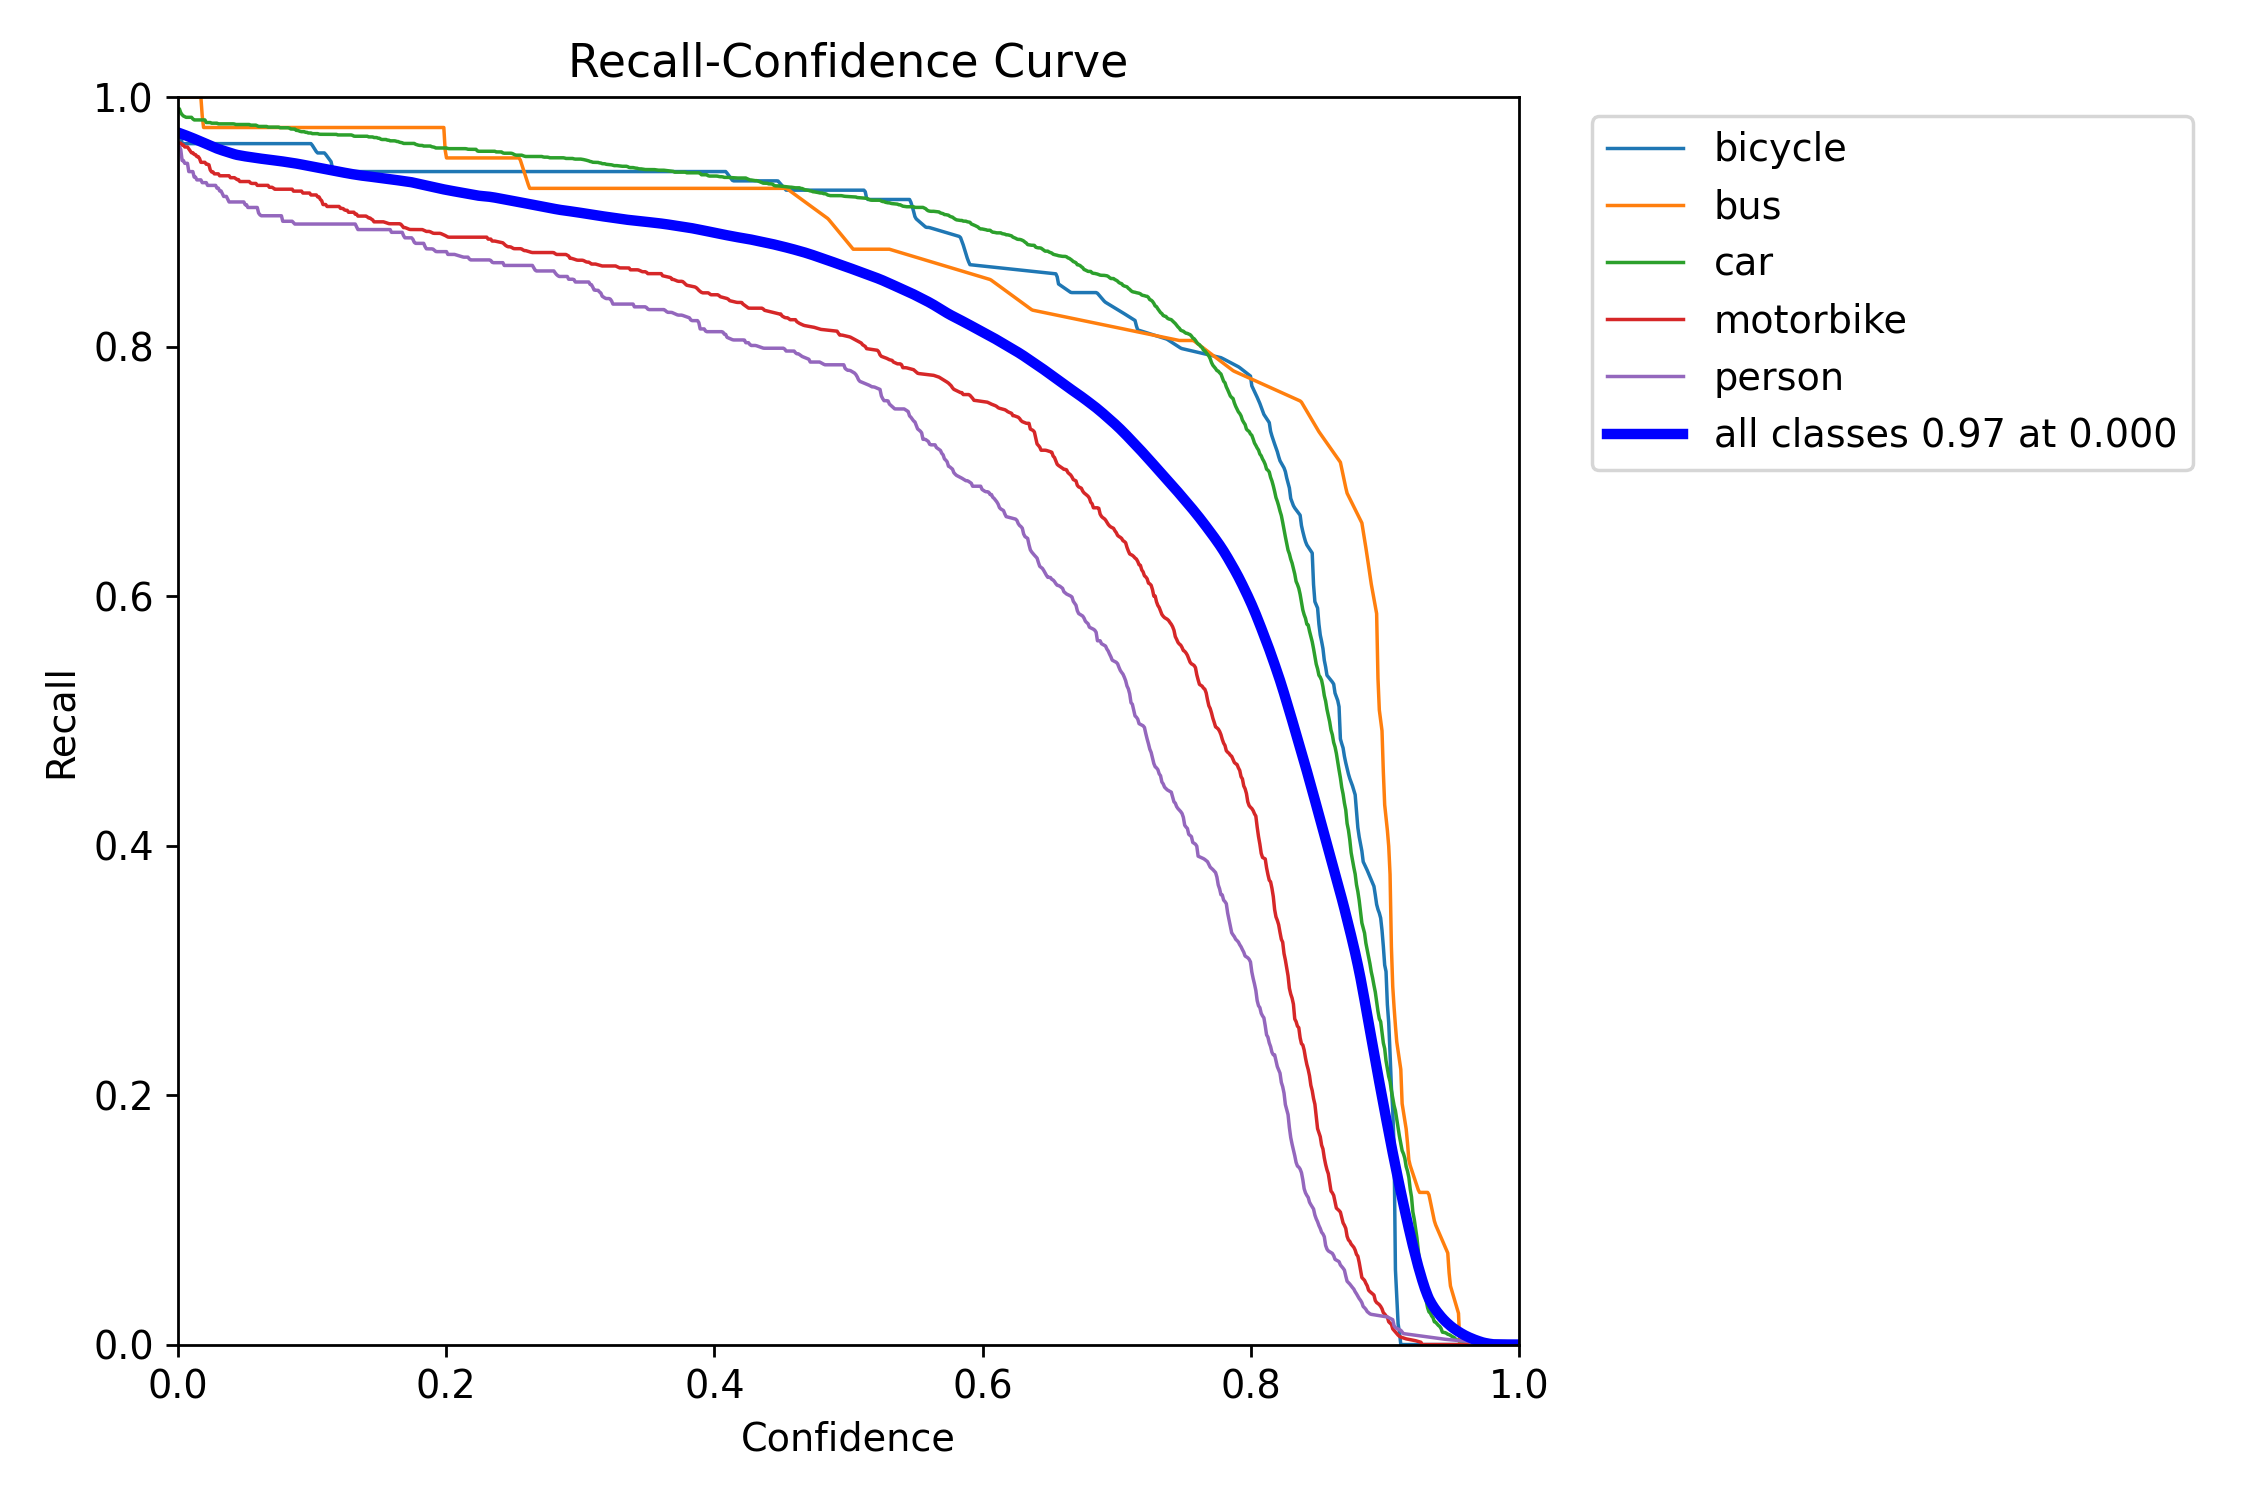 Recall-Confidence Curve
1.0
0.8
0.6
0.4
0.2
0.0
Recall
0.0 0.2 0.4 0.6 0.8 1.0
Confidence
bicycle
bus
car
motorbike
person
all classes 0.97 at 0.000